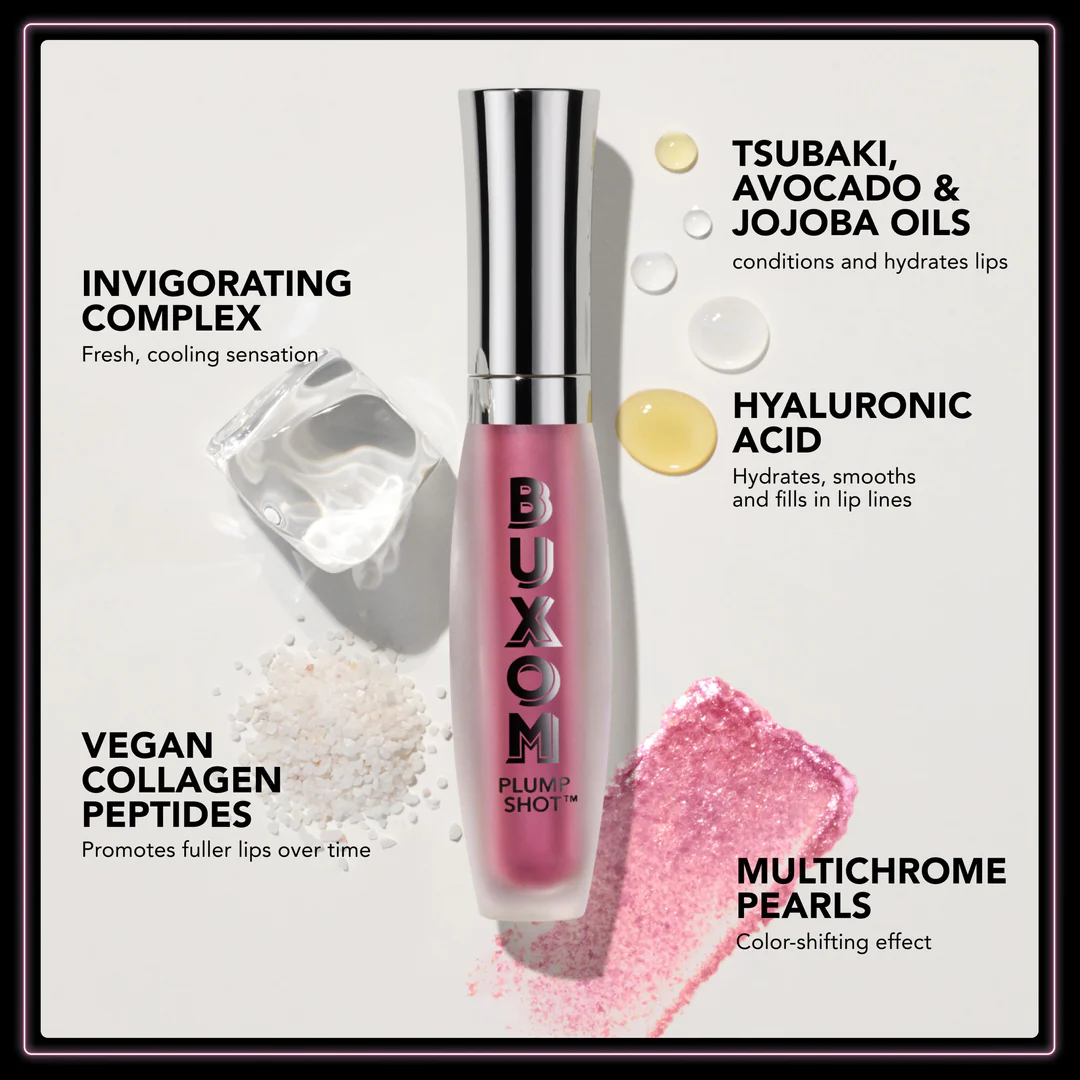 TSUBAKI,
AVOCADO &
JOJOBA OILS
conditions and hydrates lips
INVIGORATING
COMPLEX
Fresh, cooling sensation
HYALURONIC
ACID
Hydrates, smooths
and fills in lip lines
BUXOM
PLUMP
SHOT™
VEGAN
COLLAGEN
PEPTIDES
Promotes fuller lips over time
MULTICHROME
PEARLS
Color-shifting effect